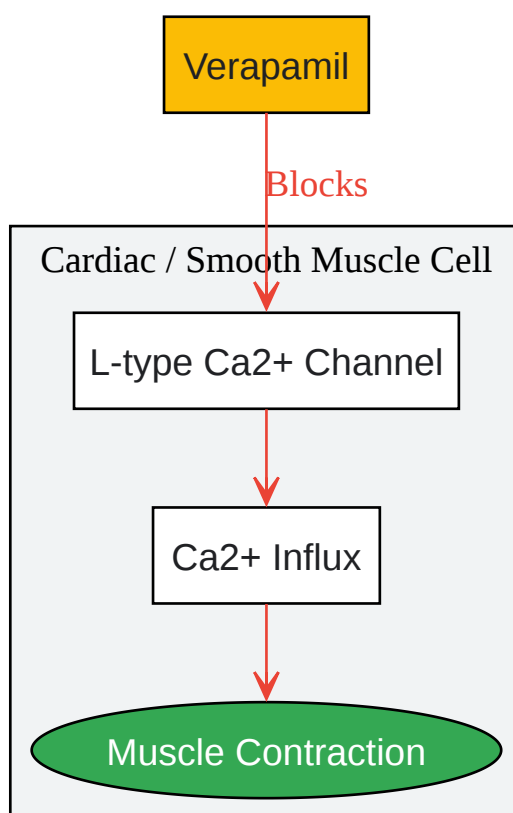 Verapamil
Blocks
Cardiac / Smooth Muscle Cell
L-type Ca2+ Channel
Ca2+ Influx
Muscle Contraction